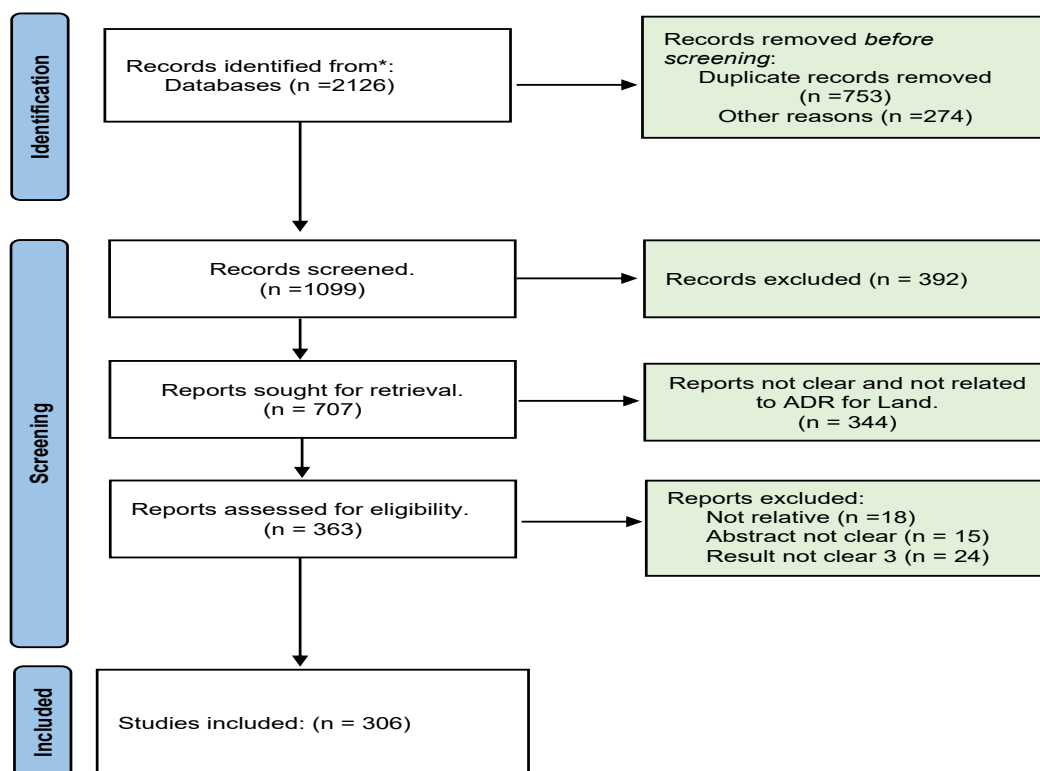 Identification
Records identified from*:
Databases (n =2126)
Records removed before
screening:
Duplicate records removed
(n =753)
Other reasons (n =274)
Screening
Records screened.
(n =1099)
Records excluded (n = 392)
Reports sought for retrieval.
(n = 707)
Reports not clear and not related
to ADR for Land.
(n = 344)
Reports assessed for eligibility.
(n = 363)
Reports excluded:
Not relative (n =18)
Abstract not clear (n = 15)
Result not clear 3 (n = 24)
Included
Studies included: (n = 306)